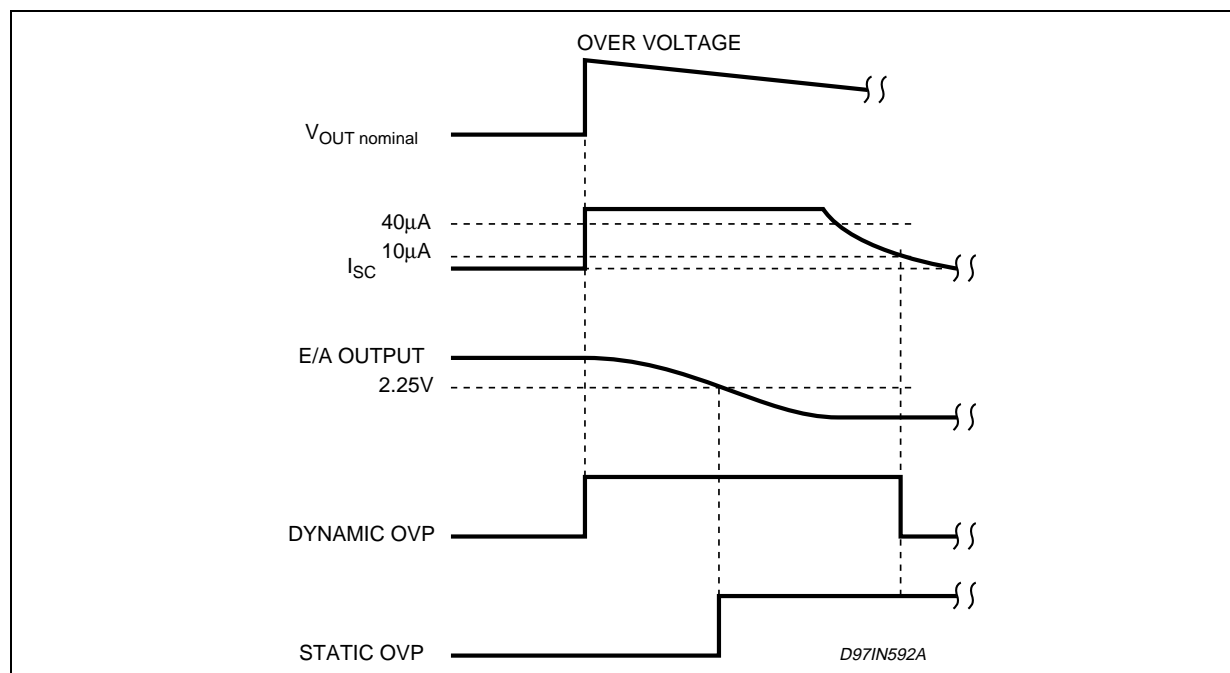 OVER VOLTAGE
VOUT nominal
40μA
10μA
ISC
E/A OUTPUT
2.25V
DYNAMIC OVP
STATIC OVP
D97IN592A